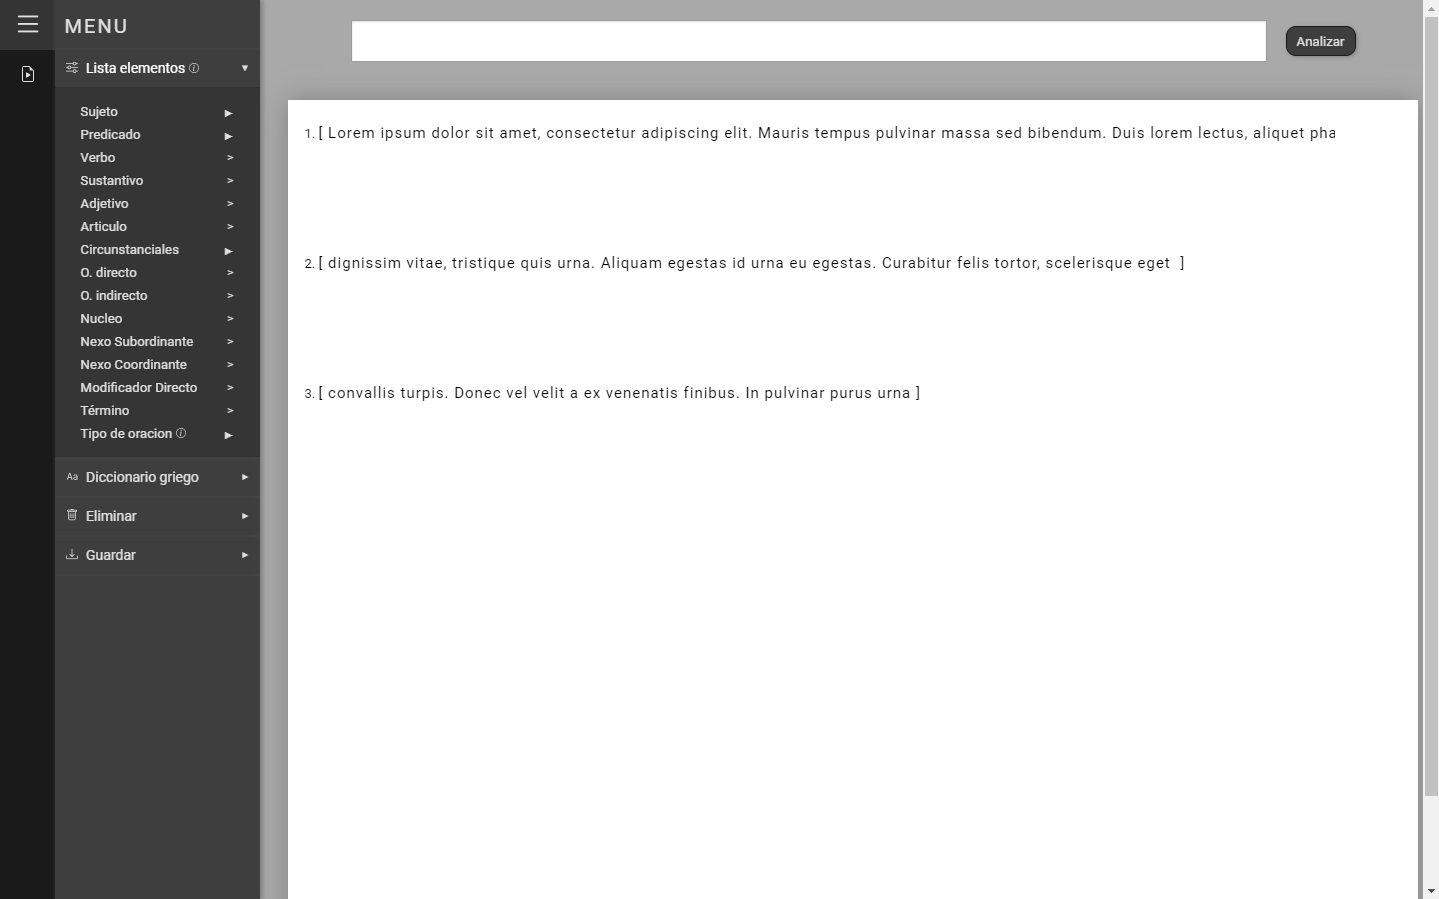 MENU
Lista elementos
Sujeto
Predicado
Verbo
Sustantivo
Adjetivo
Articulo
Circunstanciales
O. directo
O. indirecto
Nucleo
Nexo Subordinante
Nexo Coordinante
Modificador Directo
Término
Tipo de oracion
Aa Diccionario griego
Eliminar
Guardar
Analizar
1. [ Lorem ipsum dolor sit amet, consectetur adipiscing elit. Mauris tempus pulvinar massa sed bibendum. Duis lorem lectus, aliquet pha
2. [ dignissim vitae, tristique quis urna. Aliquam egestas id urna eu egestas. Curabitur felis tortor, scelerisque eget ]
3. [ convallis turpis. Donec vel velit a ex venenatis finibus. In pulvinar purus urna ]